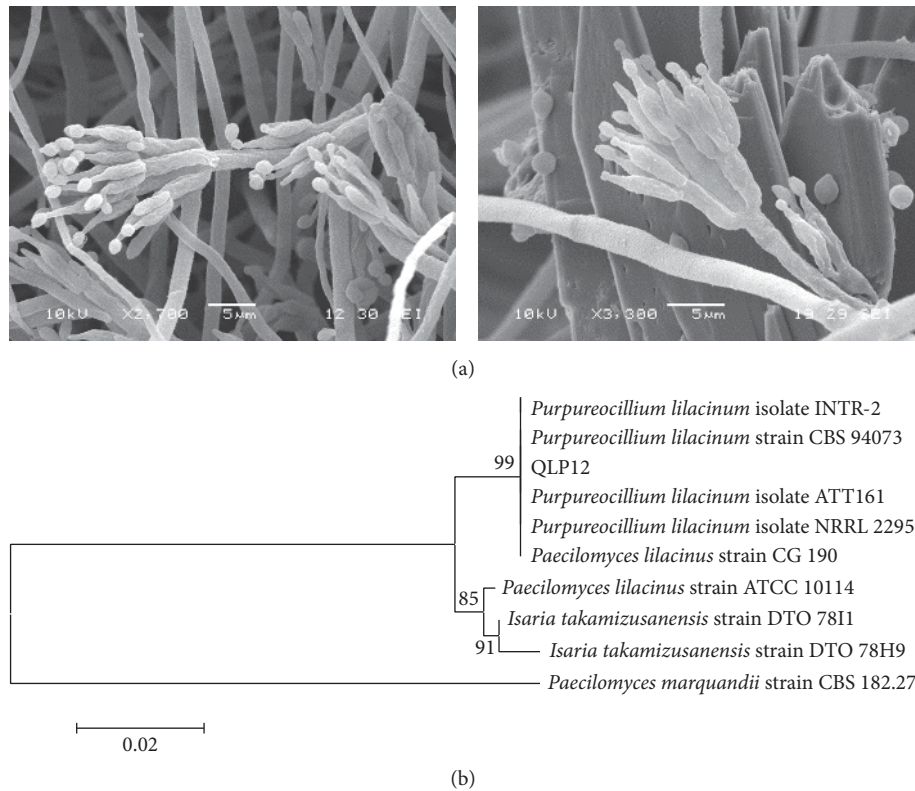 10kV X2,700 5μm 12 30 SEI
10kV X3,300 5μm 19 29 SEI
(a)
Purpureocillium lilacinum isolate INTR-2
Purpureocillium lilacinum strain CBS 94073
99
QLP12
Purpureocillium lilacinum isolate ATT161
Purpureocillium lilacinum isolate NRRL 2295
Paecilomyces lilacinus strain CG 190
Paecilomyces lilacinus strain ATCC 10114
85
Isaria takamizusanensis strain DTO 78I1
91
Isaria takamizusanensis strain DTO 78H9
Paecilomyces marquandii strain CBS 182.27
0.02
(b)